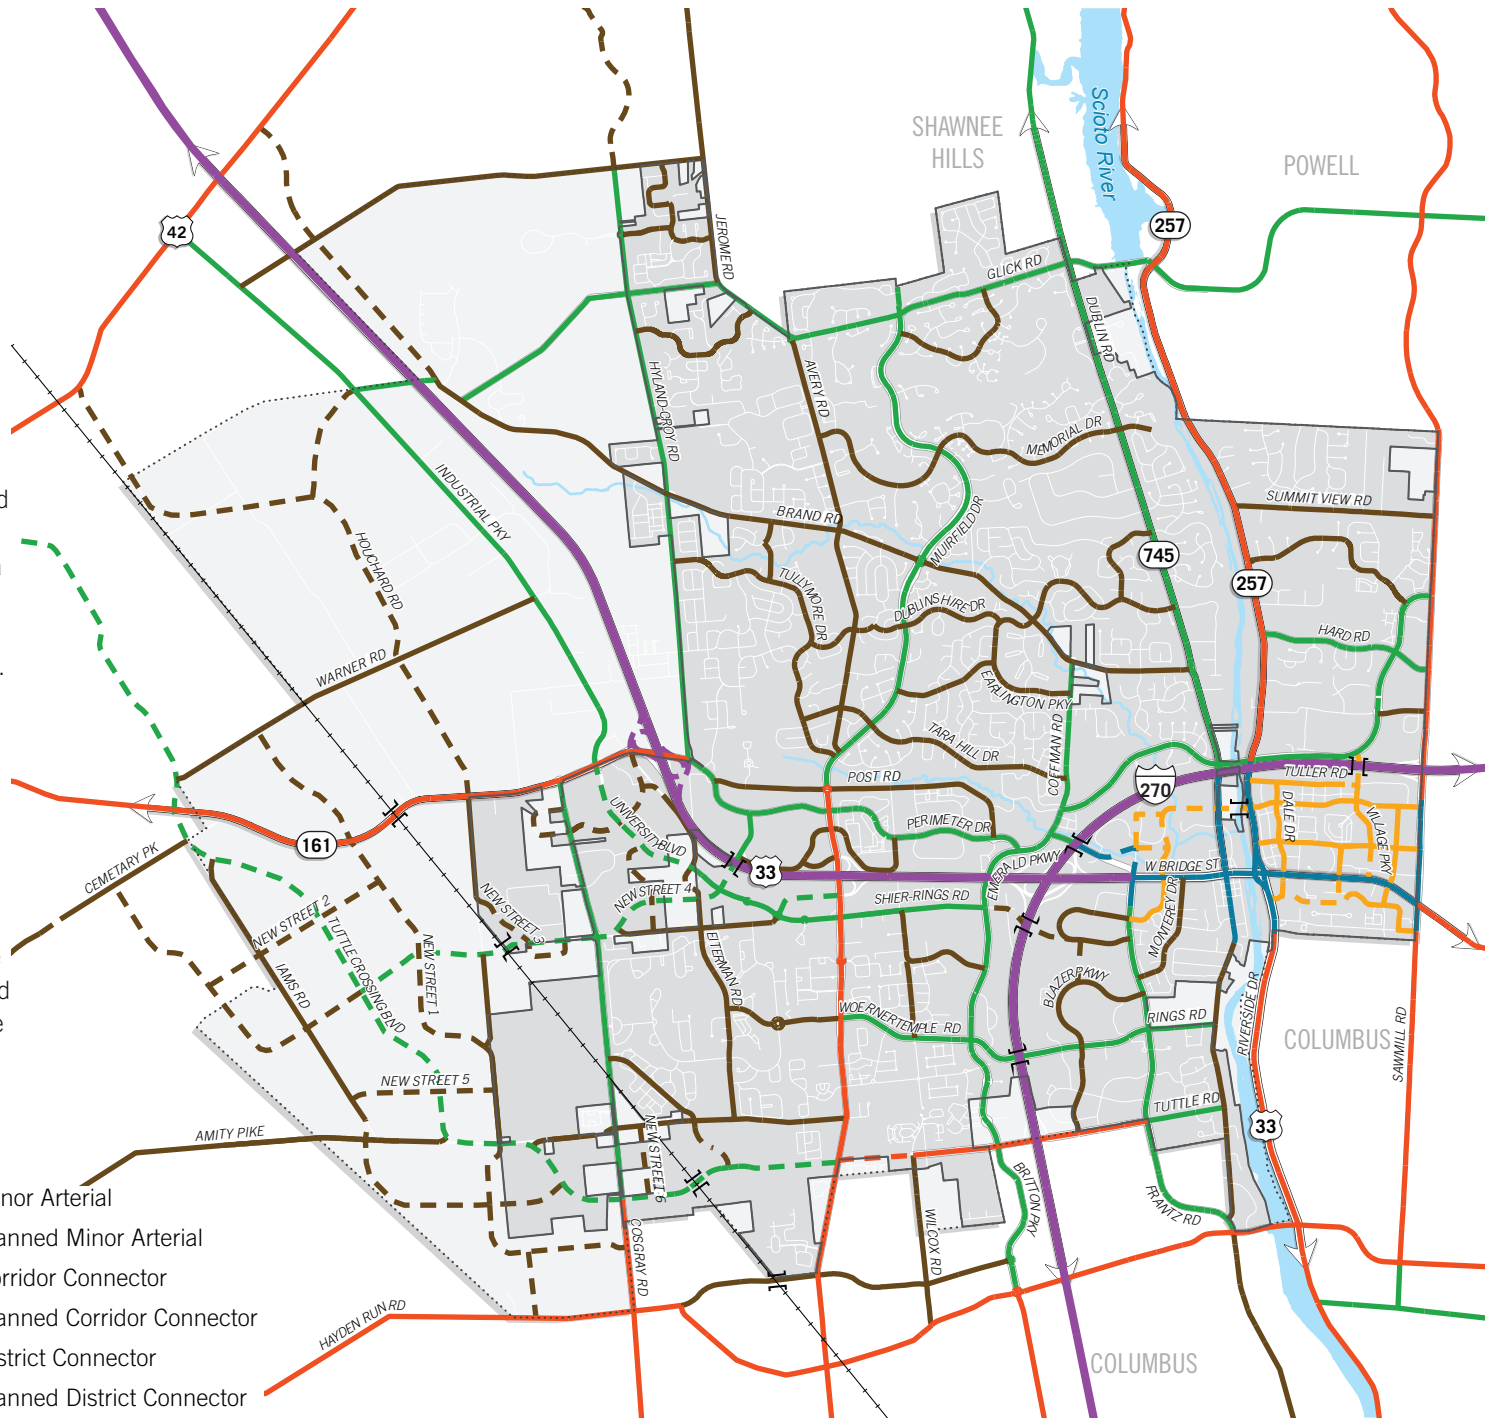 SHAWNEE
HILLS
Scioto River
POWELL
257
42
JEROME RD
GLICK RD
DUBLIN RD
HYLAND-CROY RD
AVERY RD
MEMORIAL DR
INDUSTRIAL PKY
BRAND RD
MUIRFIELD DR
SUMMIT VIEW RD
d
HOUCHARD RD
745
257
TULLYMORE DR
DUBLINSHIRE DR
HARD RD
WARNER RD
EARLINGTON PKY
.
TARA HILL DR
COFFMAN RD
POST RD
TULLER RD
270
UNIVERSITY BLVD
PERIMETER DR
DALE DR
VILLAGE PKY
161
CEMETARY PK
33
EMERALD PKWY
W BRIDGE ST
NEW STREET 4
SHIER-RINGS RD
NEW STREET 2
NEW STREET 3
MONTEREY DR
TUTTLE CROSSING BLVD
NEW STREET 1
EITERMAN RD
IAMS RD
BLAZER PKWY
d
e
WOERNERTEMPLE RD
RINGS RD
RIVERSIDE DR
COLUMBUS
SAWMILL RD
NEW STREET 5
TUTTLE RD
AMITY PIKE
NEW STREET 6
33
BRITTON PKY
FRANTZ RD
WILCOX RD
COSGRAY RD
HAYDEN RUN RD
COLUMBUS
nor Arterial
anned Minor Arterial
orridor Connector
anned Corridor Connector
strict Connector
anned District Connector